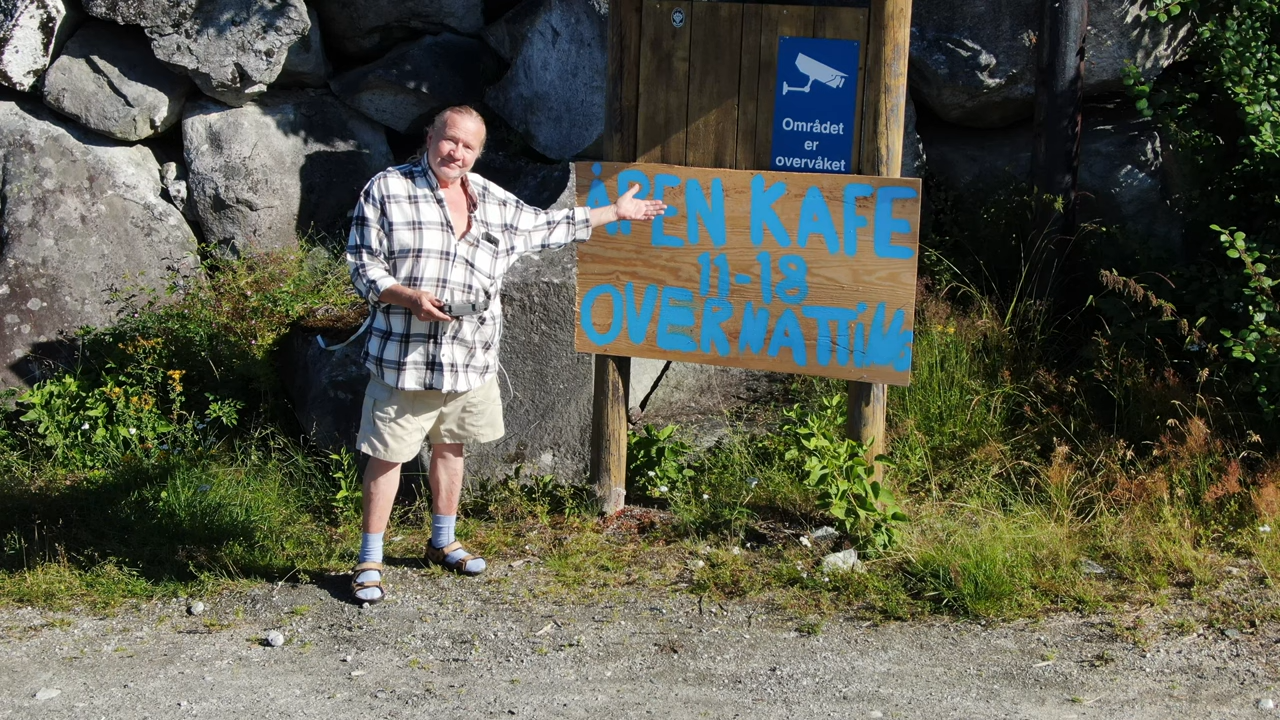 Området
er
overvåket
ÅPEN KAFE
11-18
OVERNATTING